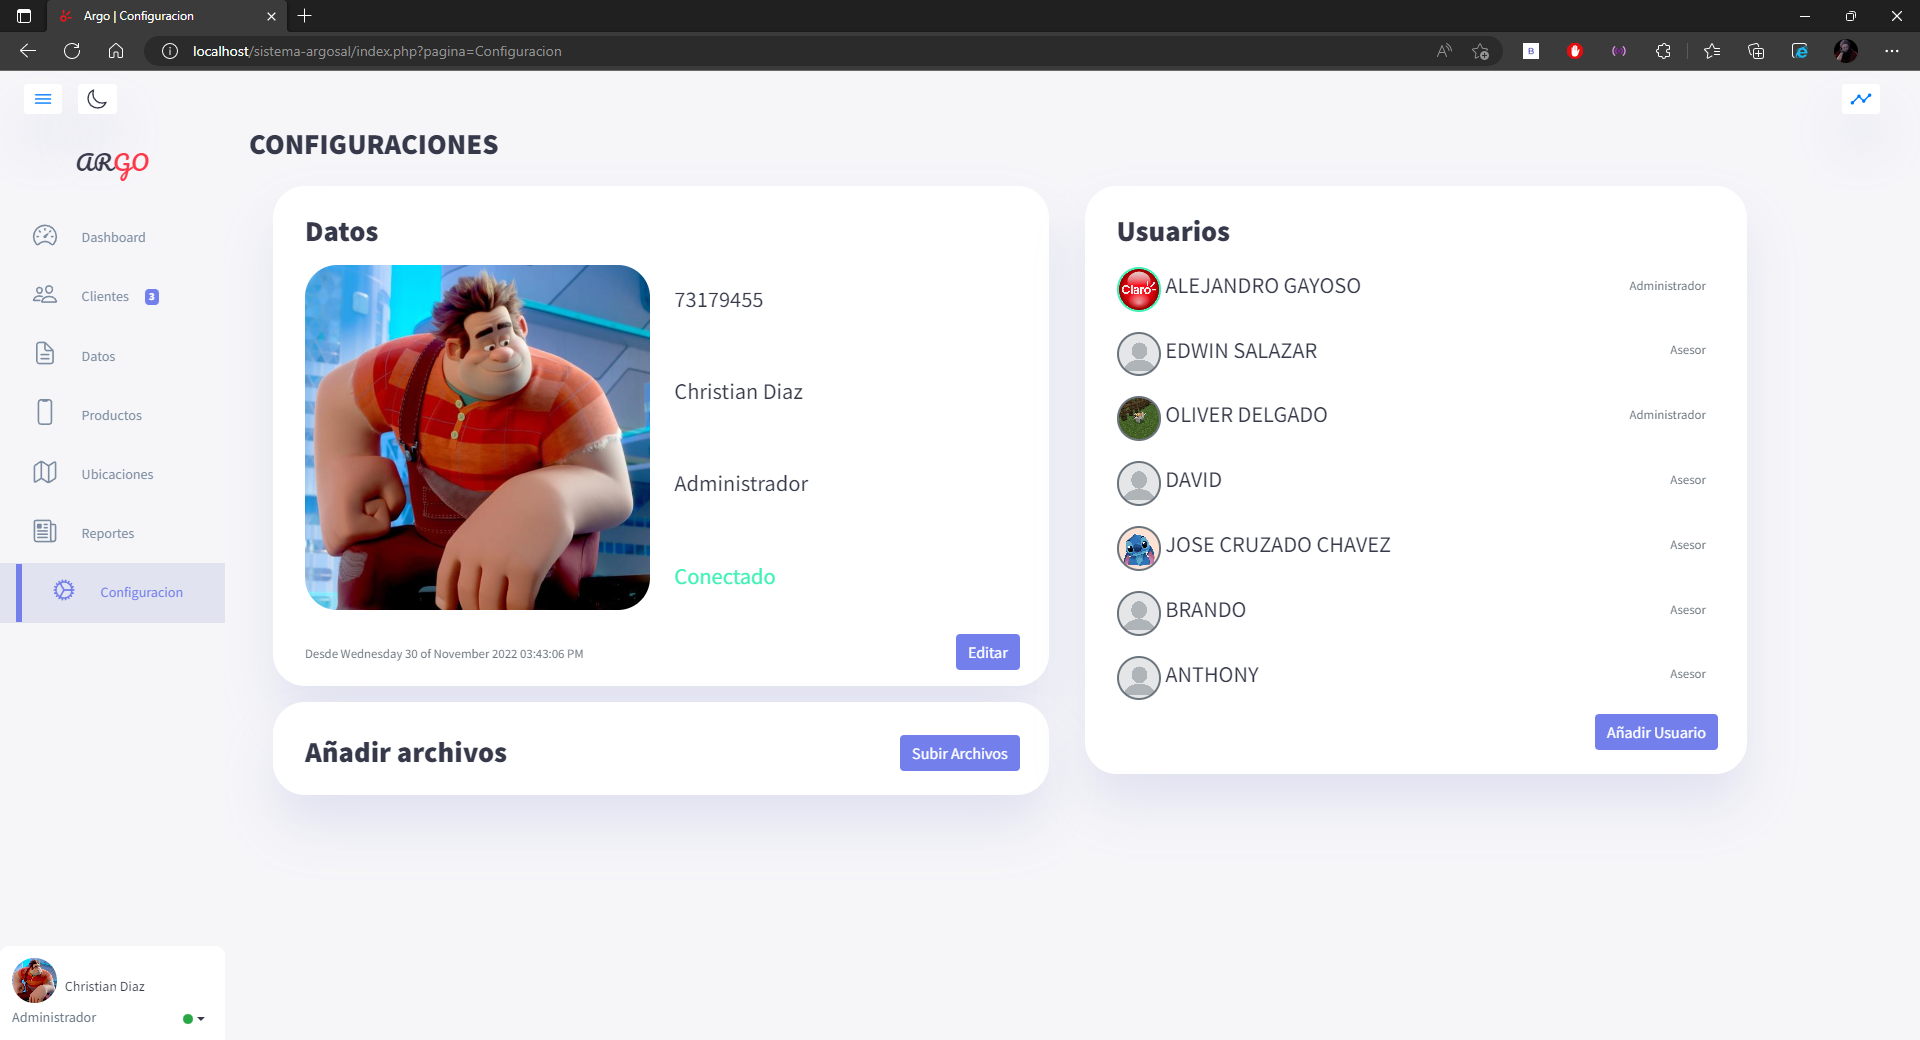 Argo | Configuracion
localhost/sistema-argosal/index.php?pagina=Configuracion
ARGO
Dashboard
Clientes 3
Datos
Productos
Ubicaciones
Reportes
Configuracion
Christian Diaz
Administrador
CONFIGURACIONES
Datos
73179455
Christian Diaz
Administrador
Conectado
Desde Wednesday 30 of November 2022 03:43:06 PM
Editar
Añadir archivos
Subir Archivos
Usuarios
Claro
ALEJANDRO GAYOSO Administrador
EDWIN SALAZAR Asesor
OLIVER DELGADO Administrador
DAVID Asesor
JOSE CRUZADO CHAVEZ Asesor
BRANDO Asesor
ANTHONY Asesor
Añadir Usuario